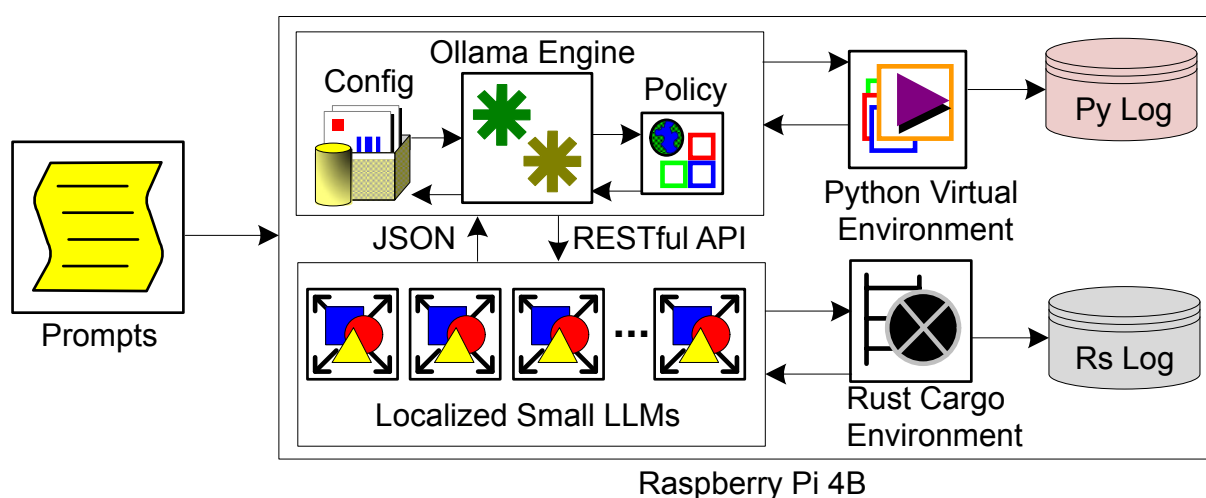 Ollama Engine
Config
Policy
Py Log
Python Virtual
Environment
JSON
RESTful API
Prompts
...
Localized Small LLMs
Rust Cargo
Environment
Rs Log
Raspberry Pi 4B